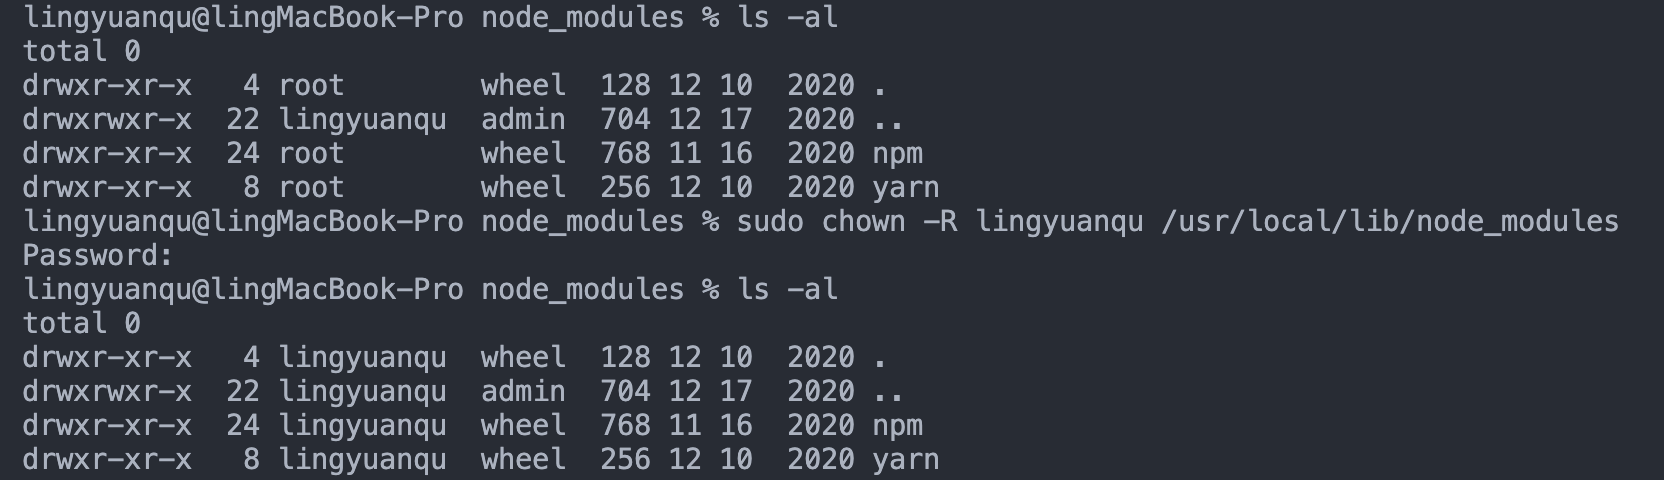 lingyuanqu@lingMacBook-Pro node_modules % ls -al
total 0
drwxr-xr-x   4 root        wheel  128 12 10  2020 .
drwxrwxr-x  22 lingyuanqu  admin  704 12 17  2020 ..
drwxr-xr-x  24 root        wheel  768 11 16  2020 npm
drwxr-xr-x   8 root        wheel  256 12 10  2020 yarn
lingyuanqu@lingMacBook-Pro node_modules % sudo chown -R lingyuanqu /usr/local/lib/node_modules
Password:
lingyuanqu@lingMacBook-Pro node_modules % ls -al
total 0
drwxr-xr-x   4 lingyuanqu  wheel  128 12 10  2020 .
drwxrwxr-x  22 lingyuanqu  admin  704 12 17  2020 ..
drwxr-xr-x  24 lingyuanqu  wheel  768 11 16  2020 npm
drwxr-xr-x   8 lingyuanqu  wheel  256 12 10  2020 yarn